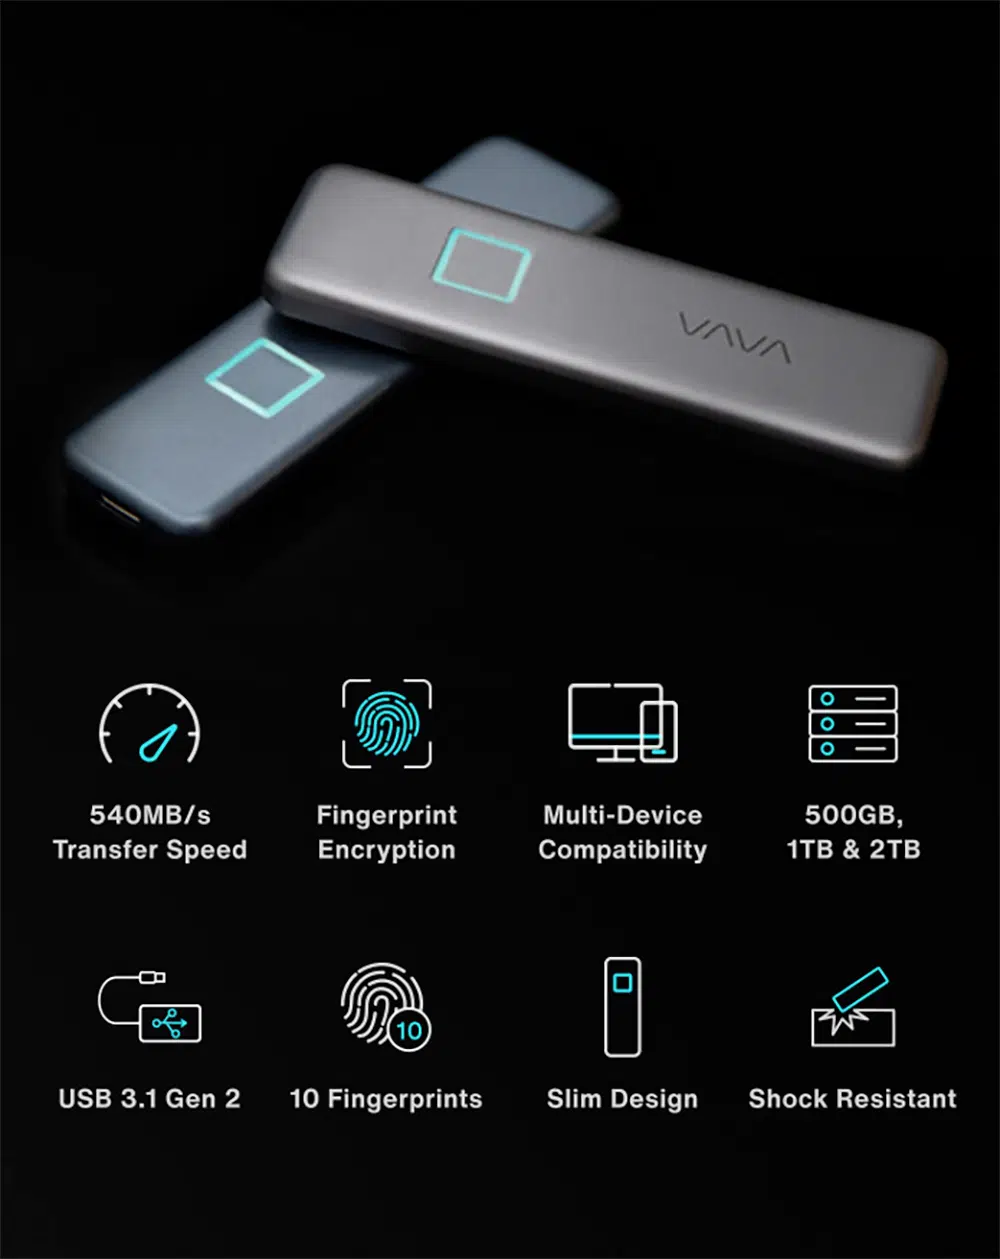 VAVA
540MB/s
Transfer Speed
Fingerprint
Encryption
Multi-Device
Compatibility
500GB,
1TB & 2TB
10
USB 3.1 Gen 2
10 Fingerprints
Slim Design
Shock Resistant